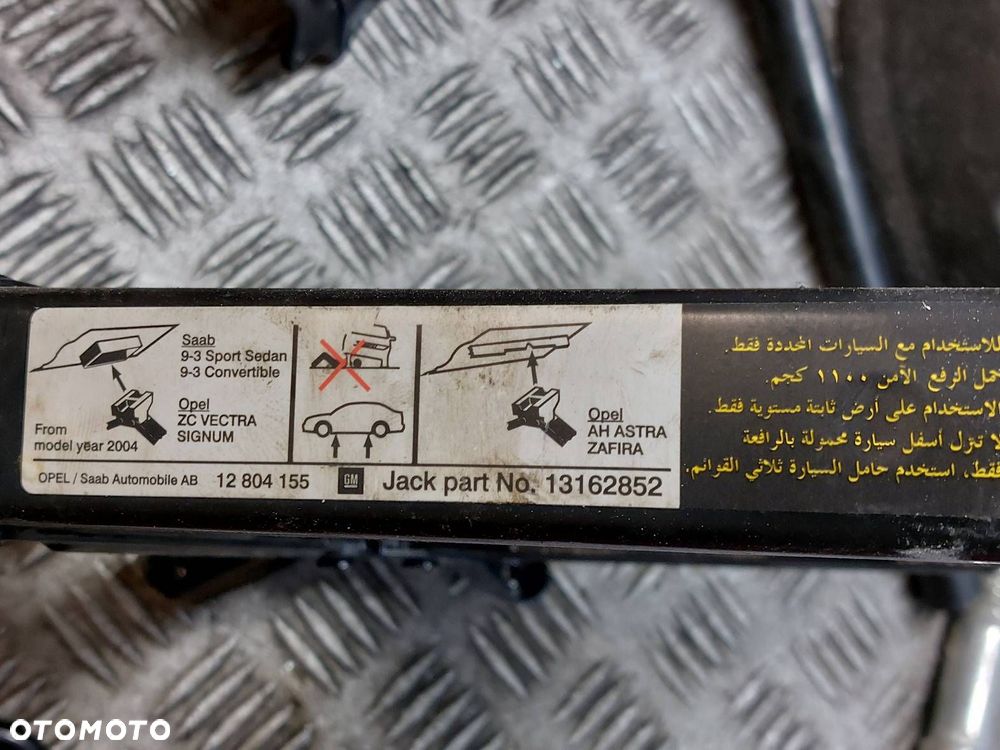 Saab
9-3 Sport Sedan
9-3 Convertible
Opel
ZC VECTRA
SIGNUM
From
model year 2004
Opel
AH ASTRA
ZAFIRA
OPEL / Saab Automobile AB 12 804 155 GM Jack part No. 13162852
للاستخدام مع السيارات المحددة فقط.
حمل الرفع الآمن ١١٠٠ كجم.
الاستخدام على أرض ثابتة مستوية فقط.
لا تنزل أسفل سيارة محمولة بالرافعة
فقط، استخدم حامل السيارة ثلاثي القوائم.
OTOMOTO